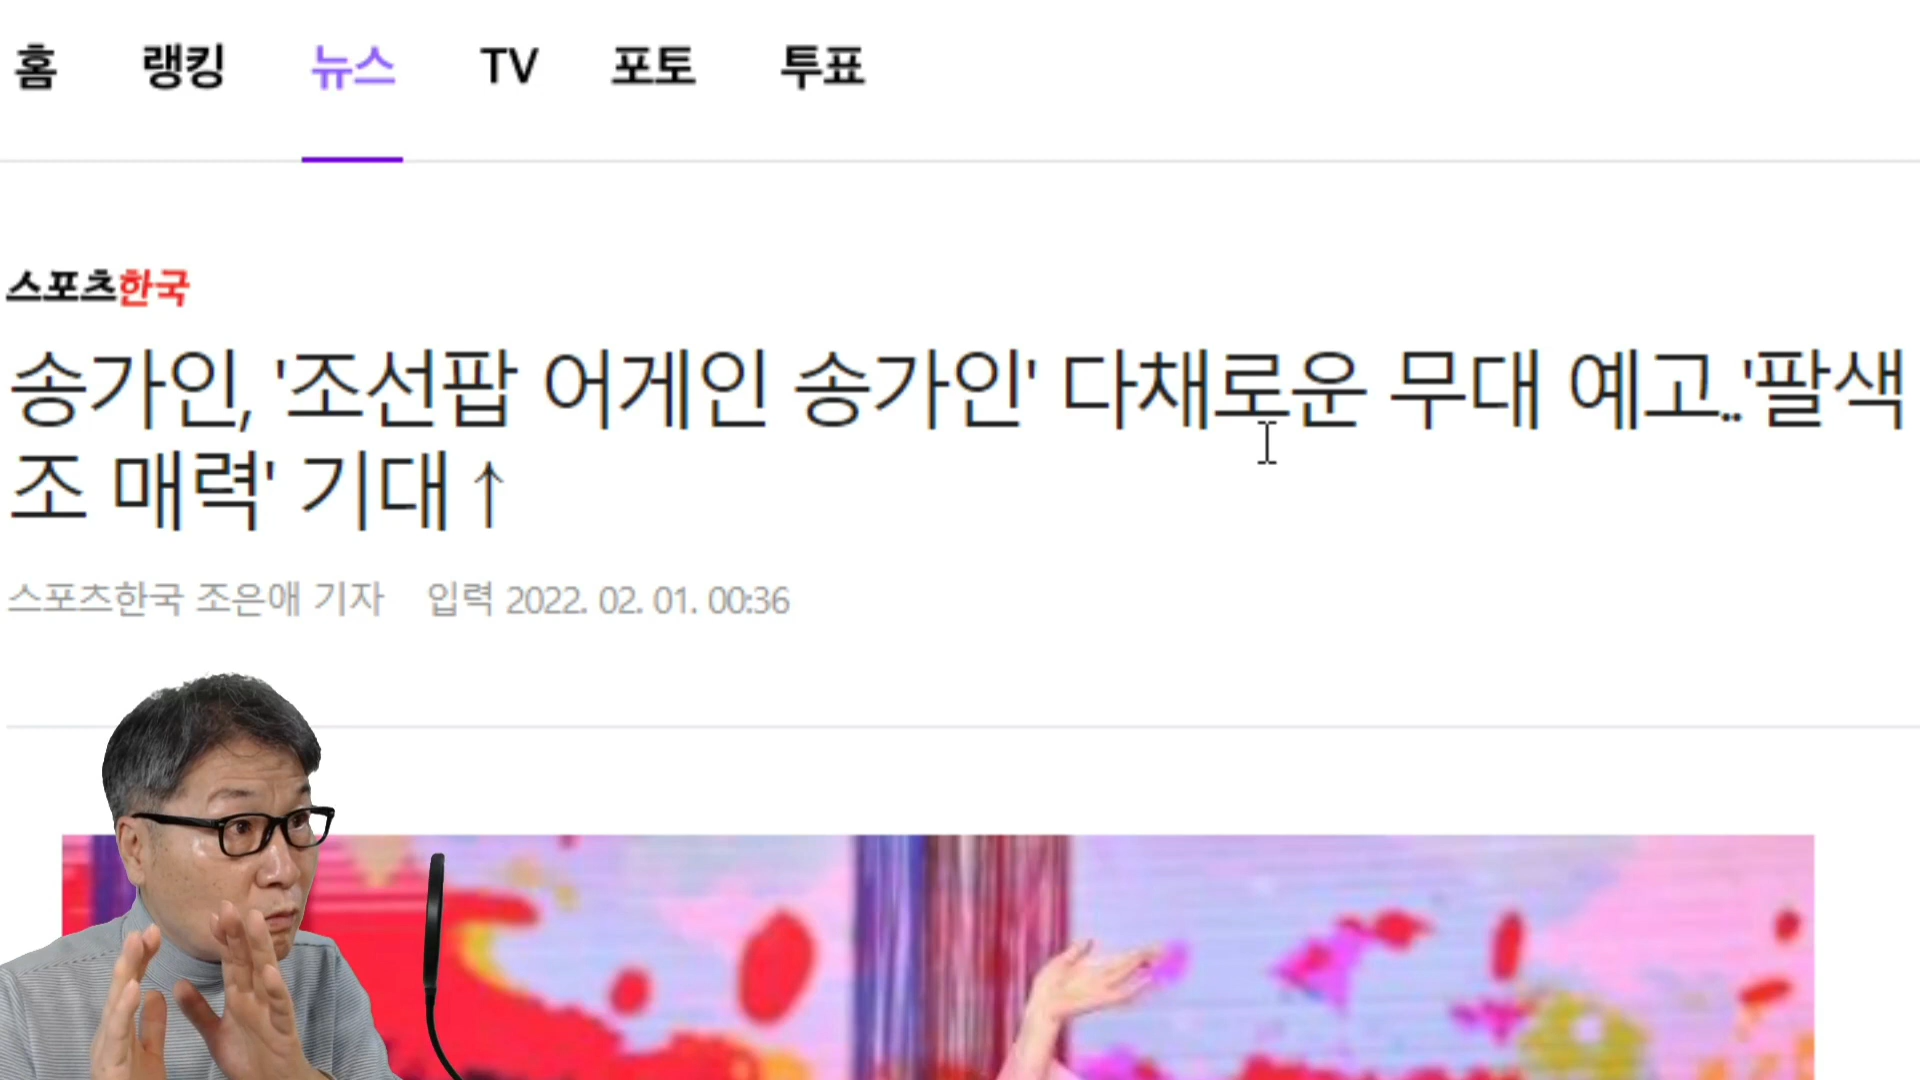 홈 랭킹 뉴스 TV 포토 투표
스포츠한국
송가인, '조선팝 어게인 송가인' 다채로운 무대 예고..'팔색
조 매력' 기대↑
스포츠한국 조은애 기자 입력 2022. 02. 01. 00:36